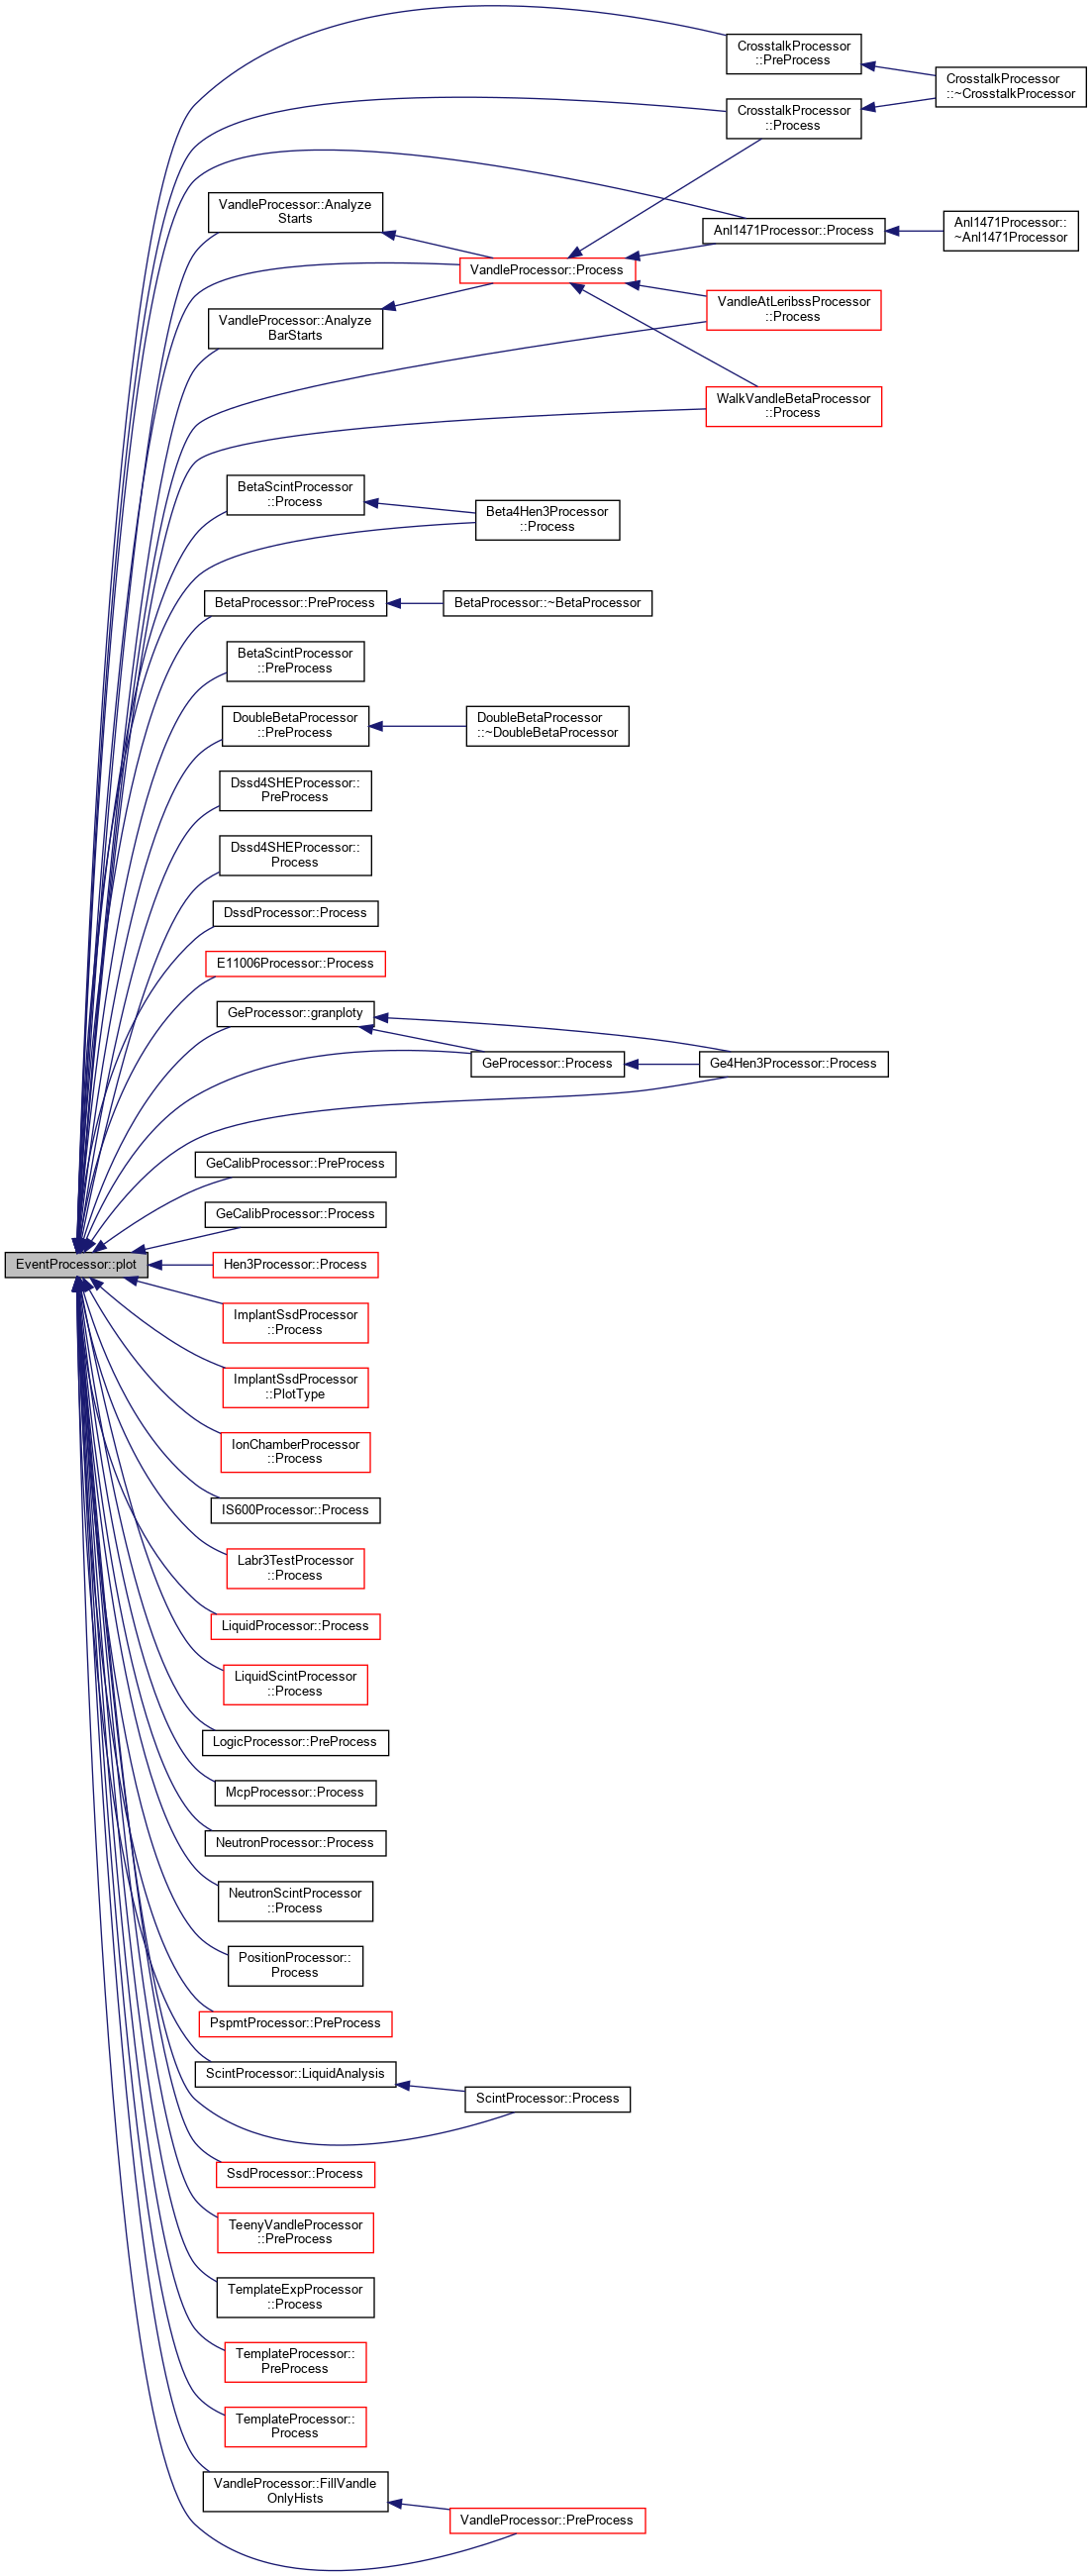 CrosstalkProcessor
::PreProcess
CrosstalkProcessor
::~CrosstalkProcessor
CrosstalkProcessor
::Process
VandleProcessor::Analyze
Starts
Anl1471Processor::Process
Anl1471Processor::
~Anl1471Processor
VandleProcessor::Process
VandleAtLeribssProcessor
::Process
VandleProcessor::Analyze
BarStarts
WalkVandleBetaProcessor
::Process
BetaScintProcessor
::Process
Beta4Hen3Processor
::Process
BetaProcessor::PreProcess
BetaProcessor::~BetaProcessor
BetaScintProcessor
::PreProcess
DoubleBetaProcessor
::PreProcess
DoubleBetaProcessor
::~DoubleBetaProcessor
Dssd4SHEProcessor::
PreProcess
Dssd4SHEProcessor::
Process
DssdProcessor::Process
E11006Processor::Process
GeProcessor::granploty
GeProcessor::Process
Ge4Hen3Processor::Process
GeCalibProcessor::PreProcess
GeCalibProcessor::Process
EventProcessor::plot
Hen3Processor::Process
ImplantSsdProcessor
::Process
ImplantSsdProcessor
::PlotType
IonChamberProcessor
::Process
IS600Processor::Process
Labr3TestProcessor
::Process
LiquidProcessor::Process
LiquidScintProcessor
::Process
LogicProcessor::PreProcess
McpProcessor::Process
NeutronProcessor::Process
NeutronScintProcessor
::Process
PositionProcessor::
Process
PspmtProcessor::PreProcess
ScintProcessor::LiquidAnalysis
ScintProcessor::Process
SsdProcessor::Process
TeenyVandleProcessor
::PreProcess
TemplateExpProcessor
::Process
TemplateProcessor::
PreProcess
TemplateProcessor::
Process
VandleProcessor::FillVandle
OnlyHists
VandleProcessor::PreProcess